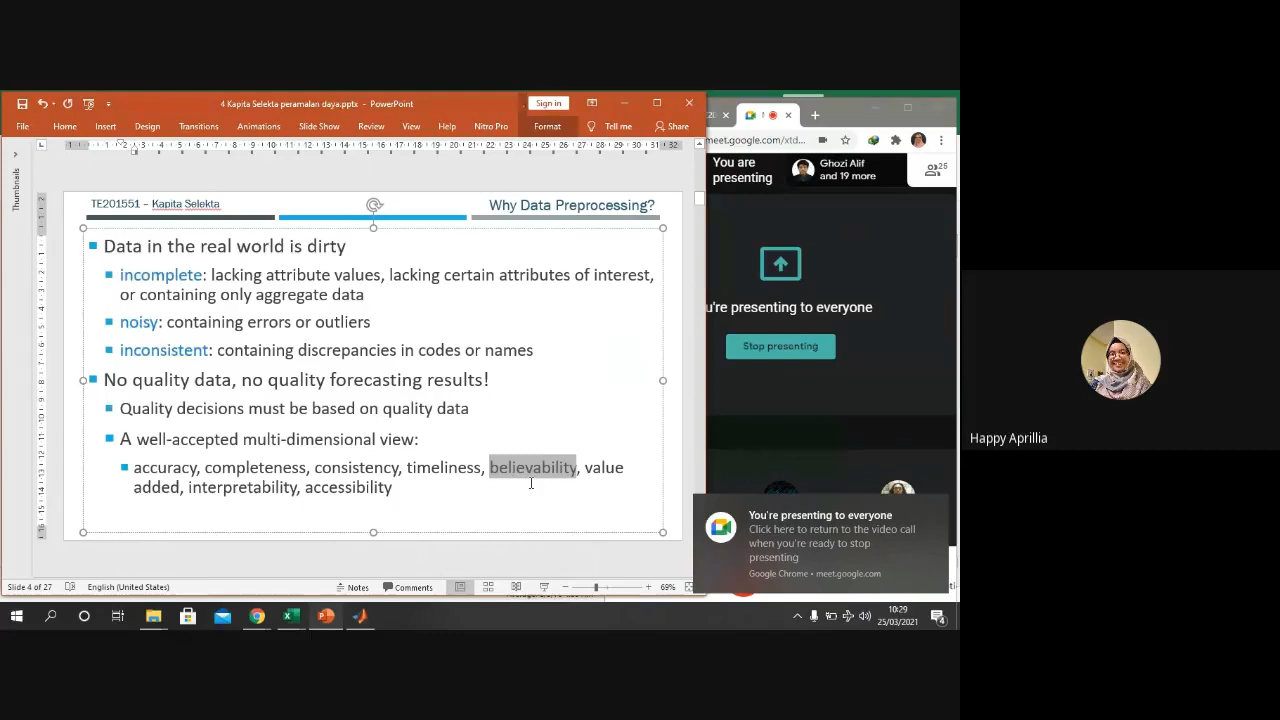 4 Kapita Selekta peramalan daya.pptx - PowerPoint
Sign in
File Home Insert Design Transitions Slide Show Animations Review View Help Nitro Pro Format Tell me Share
TE201551 – Kapita Selekta
Why Data Preprocessing?
Data in the real world is dirty
incomplete: lacking attribute values, lacking certain attributes of interest,
or containing only aggregate data
noisy: containing errors or outliers
inconsistent: containing discrepancies in codes or names
No quality data, no quality forecasting results!
Quality decisions must be based on quality data
A well-accepted multi-dimensional view:
accuracy, completeness, consistency, timeliness, believability, value
added, interpretability, accessibility
Thumbnails
Slide 4 of 27
English (United States)
Notes
Comments
69%
meet.google.com/xtd
You are
presenting
Ghozi Alif
and 19 more
25
're presenting to everyone
Stop presenting
You're presenting to everyone
Click here to return to the video call
when you're ready to stop
presenting
Google Chrome • meet.google.com
10:29
25/03/2021
4
Happy Aprillia